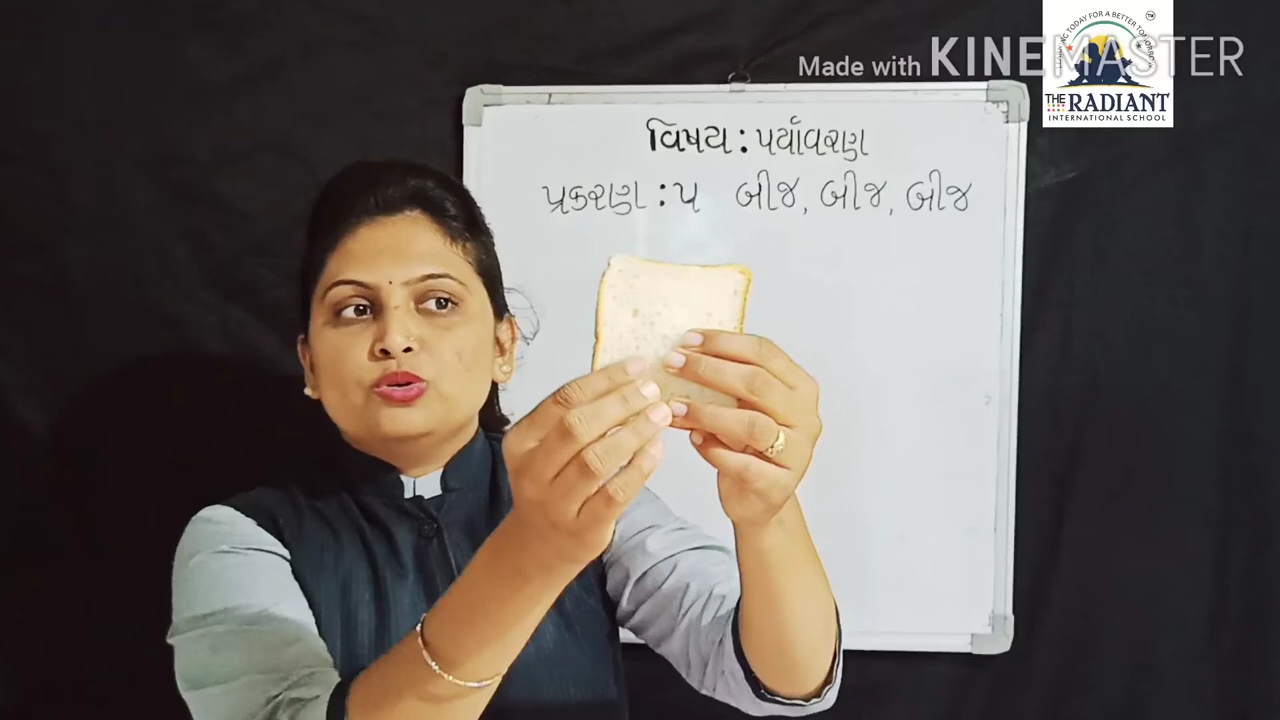 Made with KINEMASTER
THE RADIANT
INTERNATIONAL SCHOOL
વિષય : પર્યાવરણ
પ્રકરણ : ૫ બીજ, બીજ, બીજ